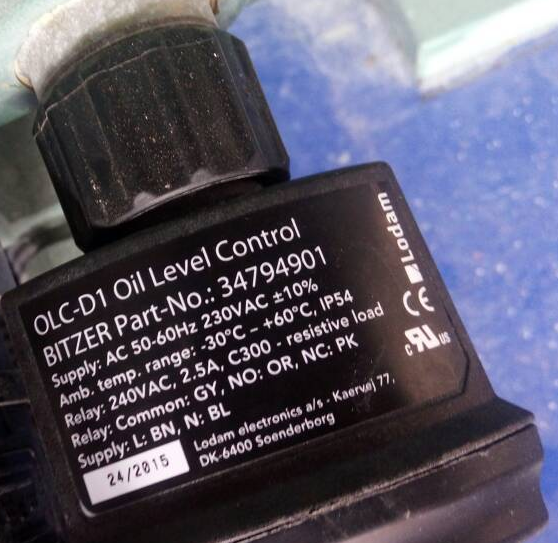 OLC-D1 Oil Level Control
BITZER Part-No.: 34794901
Supply: AC 50-60Hz 230VAC ±10%
Amb. temp. range: -30°C – +60°C, IP54
Relay: 240VAC, 2.5A, C300 - resistive load
Relay: Common: GY, NO: OR, NC: PK
Supply: L: BN, N: BL
24/2015
Lodam electronics a/s · Kaervej 77,
DK-6400 Soenderborg
Lodam
CE
c RU us